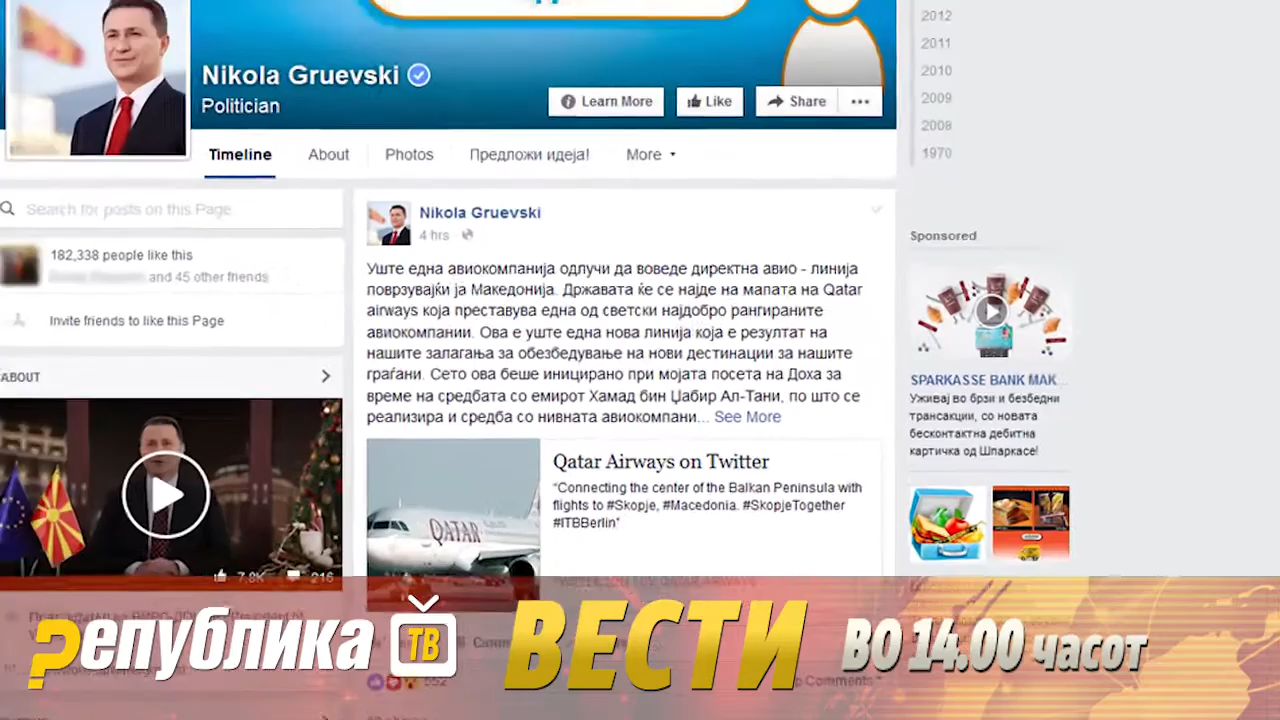 Nikola Gruevski
Politician
Learn More
Like
Share
Timeline
About
Photos
Предложи идеја!
More
2012
2011
2010
2009
2008
1970
Search for posts on this Page
182,338 people like this
and 45 other friends
Invite friends to like this Page
ABOUT
7.8K
216
Nikola Gruevski
4 hrs
Уште една авиокомпанија одлучи да воведе директна авио - линија
поврзувајќи ја Македонија. Државата ќе се најде на мапата на Qatar
airways која преставува една од светски најдобро рангираните
авиокомпании. Ова е уште една нова линија која е резултат на
нашите залагања за обезбедување на нови дестинации за нашите
граѓани. Сето ова беше иницирано при мојата посета на Доха за
време на средбата со емирот Хамад бин Џабир Ал-Тани, по што се
реализира и средба со нивната авиокомпани... See More
QATAR
Qatar Airways on Twitter
"Connecting the center of the Balkan Peninsula with
flights to #Skopje, #Macedonia. #SkopjeTogether
#ITBBerlin"
552
Comments
Sponsored
SPARKASSE BANK MAK...
Уживај во брзи и безбедни
трансакции, со новата
бесконтактна дебитна
картичка од Шпаркасе!
Република ТВ
ВЕСТИ
ВО 14.00 часот